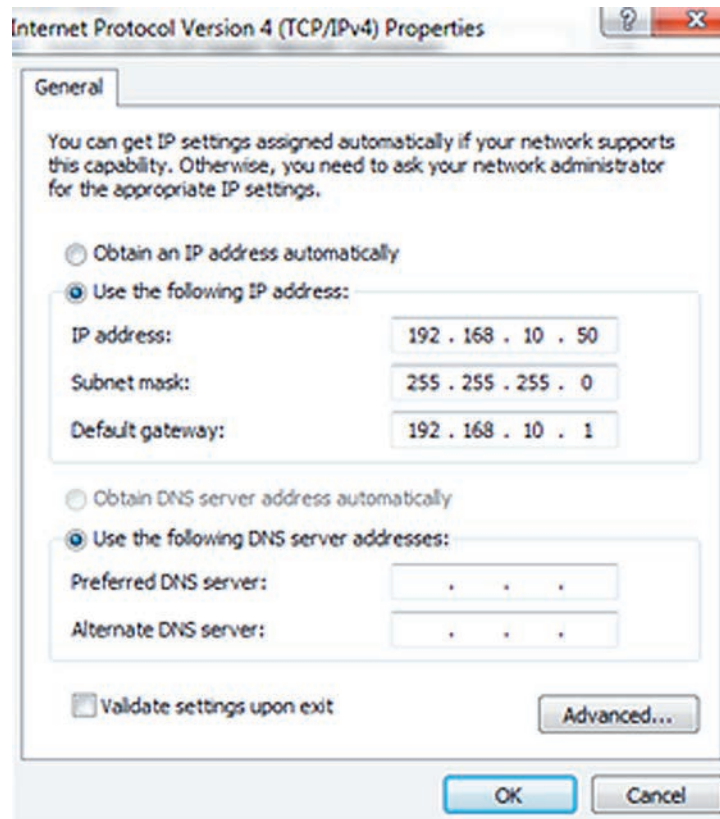 Internet Protocol Version 4 (TCP/IPv4) Properties
?
General
You can get IP settings assigned automatically if your network supports
this capability. Otherwise, you need to ask your network administrator
for the appropriate IP settings.
Obtain an IP address automatically
Use the following IP address:
IP address: 192 . 168 . 10 . 50
Subnet mask: 255 . 255 . 255 . 0
Default gateway: 192 . 168 . 10 . 1
Obtain DNS server address automatically
Use the following DNS server addresses:
Preferred DNS server: . . .
Alternate DNS server: . . .
Validate settings upon exit
Advanced...
OK Cancel